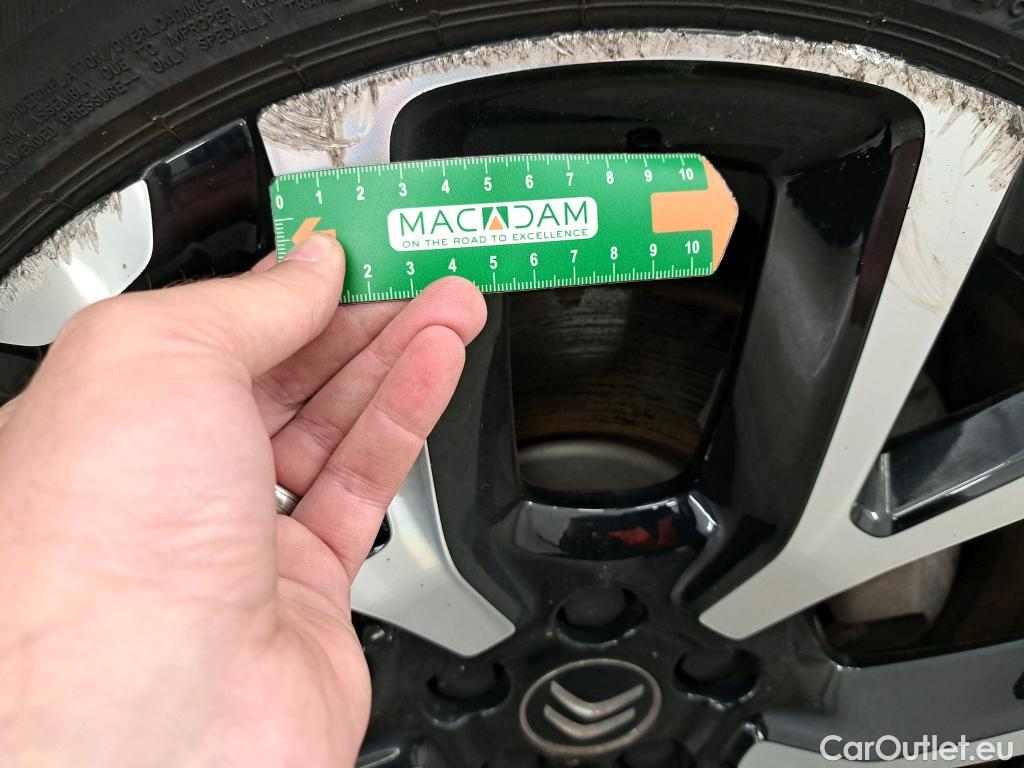 UNDERINFLATION/OVERLOADING-
ASSEMBLY DUE TO IMPROPER
PRESSURE— ONLY SPECIALLY
0 1 2 3 4 5 6 7 8 9 10
MACADAM
ON THE ROAD TO EXCELLENCE
2 3 4 5 6 7 8 9 10
CarOutlet.eu